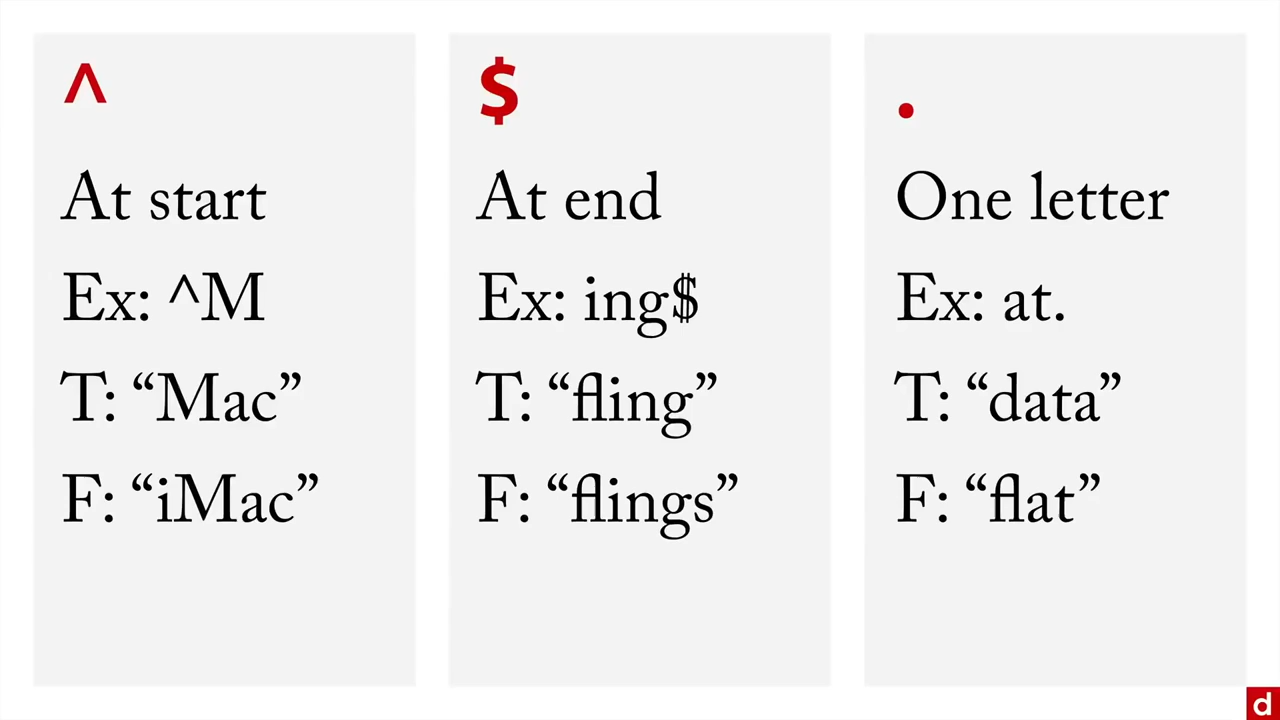 ^
At start
Ex: ^M
T: “Mac”
F: “iMac”
$
At end
Ex: ing$
T: “fling”
F: “flings”
.
One letter
Ex: at.
T: “data”
F: “flat”
d